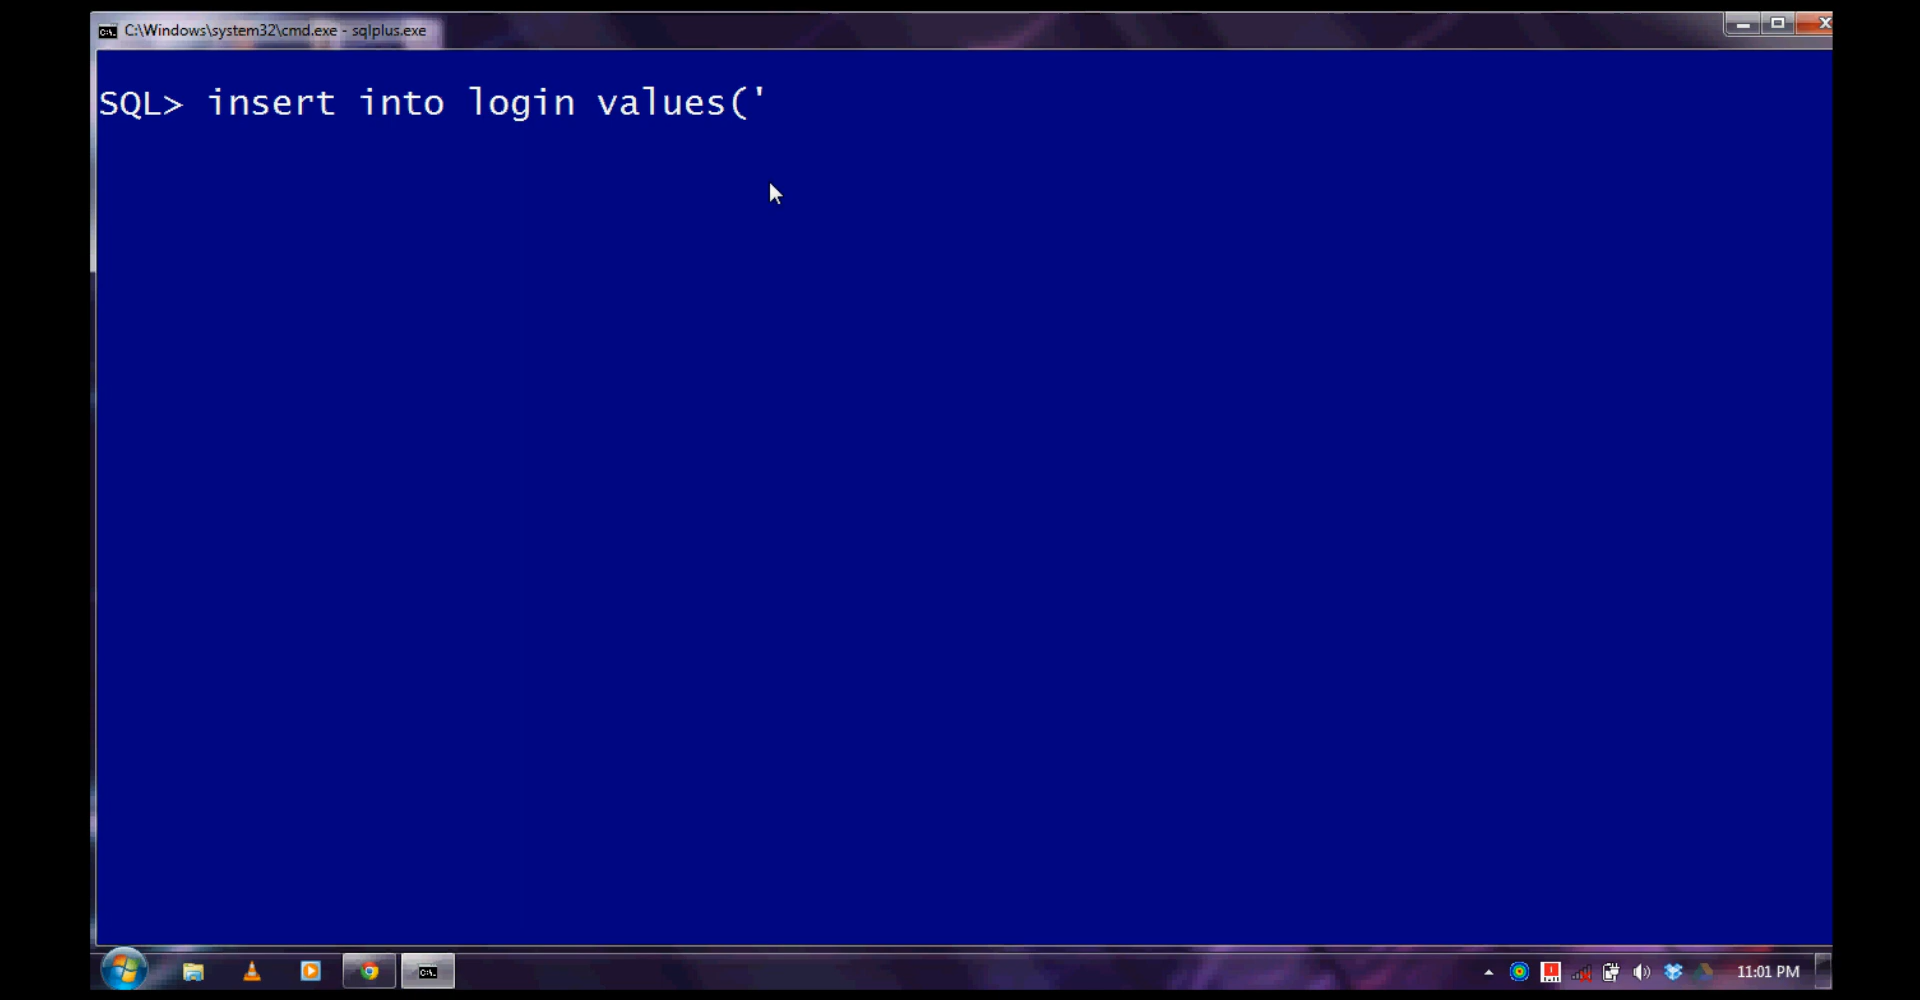 C:\Windows\system32\cmd.exe - sqlplus.exe
SQL> insert into login values('
11:01 PM